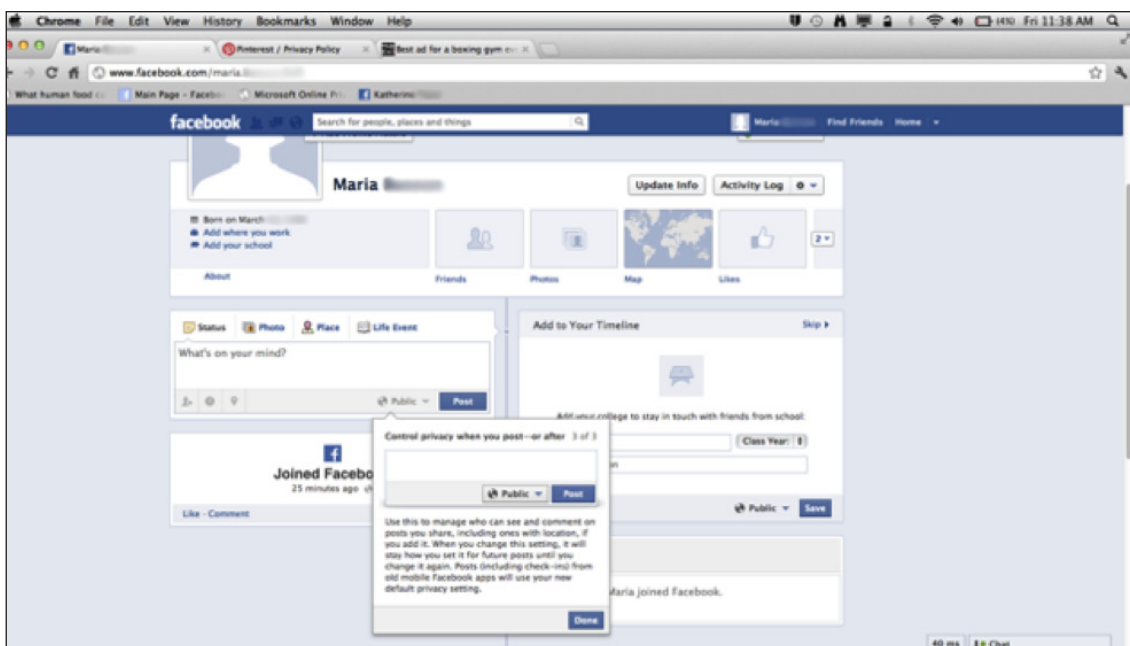 Chrome File Edit View History Bookmarks Window Help
(41%) Fri 11:38 AM
Maria
Pinterest / Privacy Policy
Best ad for a boxing gym ev
www.facebook.com/maria.
What human food
Main Page - Facebo
Microsoft Online Pri
Katherine
facebook
Search for people, places and things
Maria
Find Friends
Home
Maria
Update Info
Activity Log
Born on March
Add where you work
Add your school
About
Friends
Photos
Map
Likes
2
Status
Photo
Place
Life Event
What's on your mind?
Public
Post
Add to Your Timeline
Skip
Add your college to stay in touch with friends from school:
Class Year:
Public
Save
Control privacy when you post—or after 3 of 3
Public
Post
Use this to manage who can see and comment on
posts you share, including ones with location, if
you add it. When you change this setting, it will
stay how you set it for future posts until you
change it again. Posts (including check-ins) from
old mobile Facebook apps will use your new
default privacy setting.
Done
Joined Facebo
25 minutes ago
Like · Comment
Maria joined Facebook.
40 ms
Chat